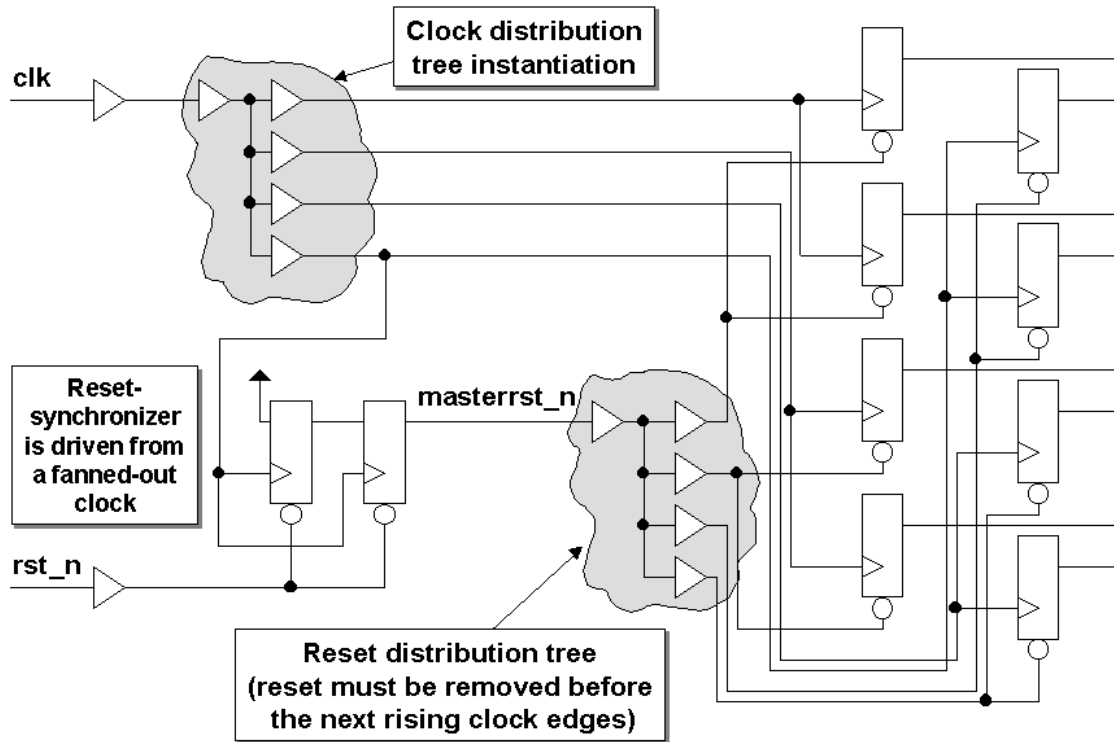 Clock distribution
tree instantiation
clk
Reset-
synchronizer
is driven from
a fanned-out
clock
masterrst_n
rst_n
Reset distribution tree
(reset must be removed before
the next rising clock edges)